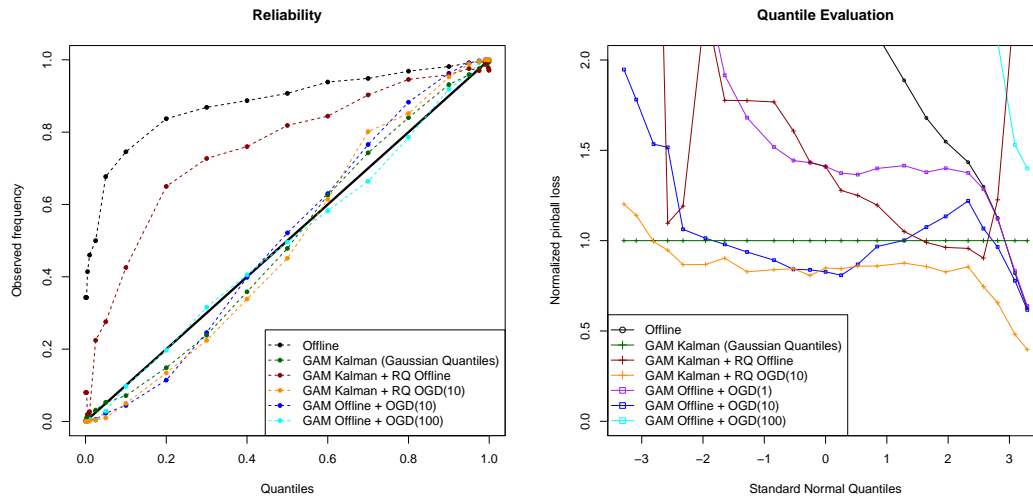 Reliability
Observed frequency
1.0
0.8
0.6
0.4
0.2
0.0
Offline
GAM Kalman (Gaussian Quantiles)
GAM Kalman + RQ Offline
GAM Kalman + RQ OGD(10)
GAM Offline + OGD(10)
GAM Offline + OGD(100)
0.0 0.2 0.4 0.6 0.8 1.0
Quantiles
Quantile Evaluation
Normalized pinball loss
2.0
1.5
1.0
0.5
0.0
Offline
GAM Kalman (Gaussian Quantiles)
GAM Kalman + RQ Offline
GAM Kalman + RQ OGD(10)
GAM Offline + OGD(1)
GAM Offline + OGD(10)
GAM Offline + OGD(100)
−3 −2 −1 0 1 2 3
Standard Normal Quantiles